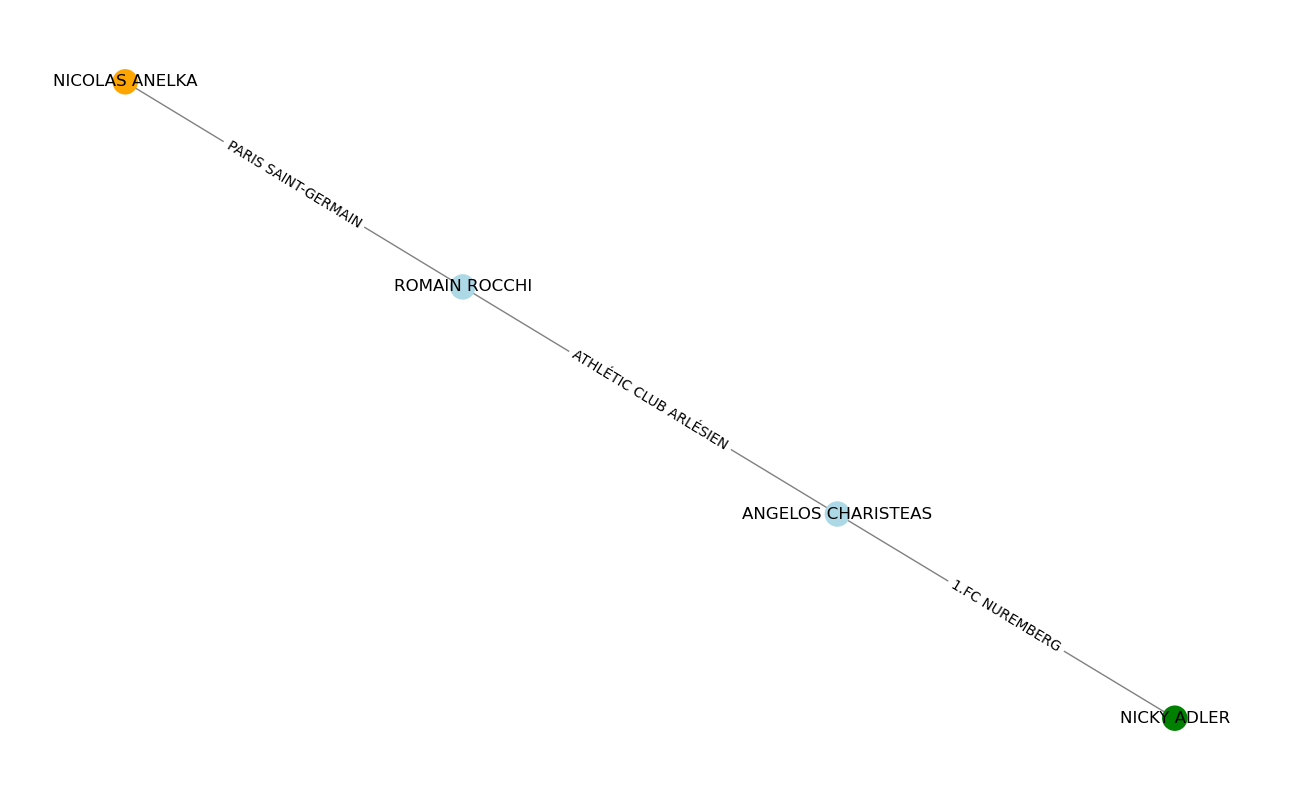 NICOLAS ANELKA
PARIS SAINT-GERMAIN
ROMAIN ROCCHI
ATHLÉTIC CLUB ARLÉSIEN
ANGELOS CHARISTEAS
1.FC NUREMBERG
NICKY ADLER